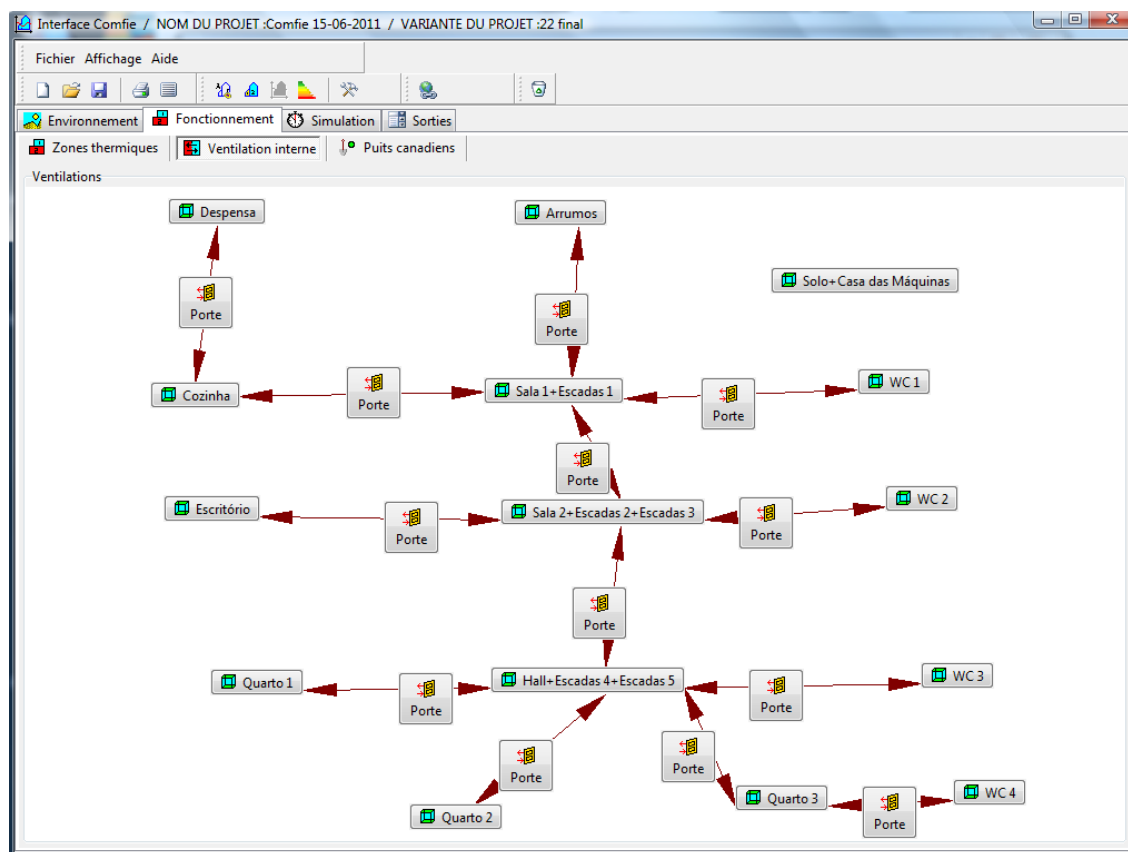 Interface Comfie / NOM DU PROJET :Comfie 15-06-2011 / VARIANTE DU PROJET :22 final
Fichier Affichage Aide
Environnement Fonctionnement Simulation Sorties
Zones thermiques Ventilation interne Puits canadiens
Ventilations
Despensa Arrumos
Solo+Casa das Máquinas
Porte Porte
Cozinha Porte Sala 1+Escadas 1 Porte WC 1
Porte
Escritório Porte Sala 2+Escadas 2+Escadas 3 Porte WC 2
Porte
Quarto 1 Porte Hall+Escadas 4+Escadas 5 Porte WC 3
Porte Porte
Quarto 2 Quarto 3 Porte WC 4